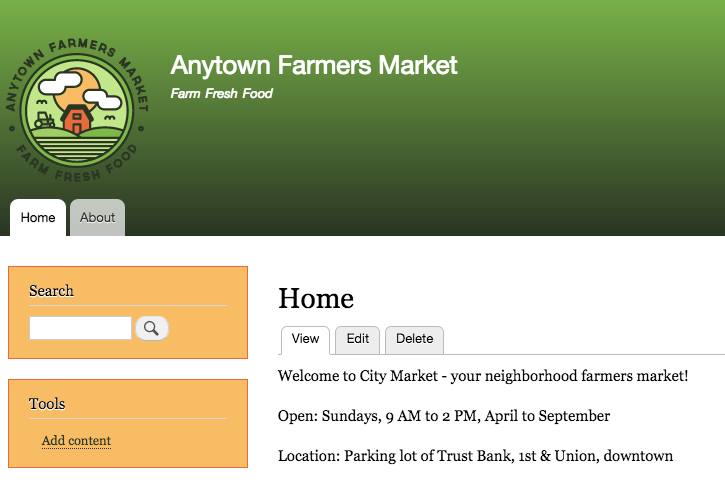 ANYTOWN FARMERS MARKET
FARM FRESH FOOD
Anytown Farmers Market
Farm Fresh Food
Home
About
Search
Tools
Add content
Home
View
Edit
Delete
Welcome to City Market - your neighborhood farmers market!
Open: Sundays, 9 AM to 2 PM, April to September
Location: Parking lot of Trust Bank, 1st & Union, downtown